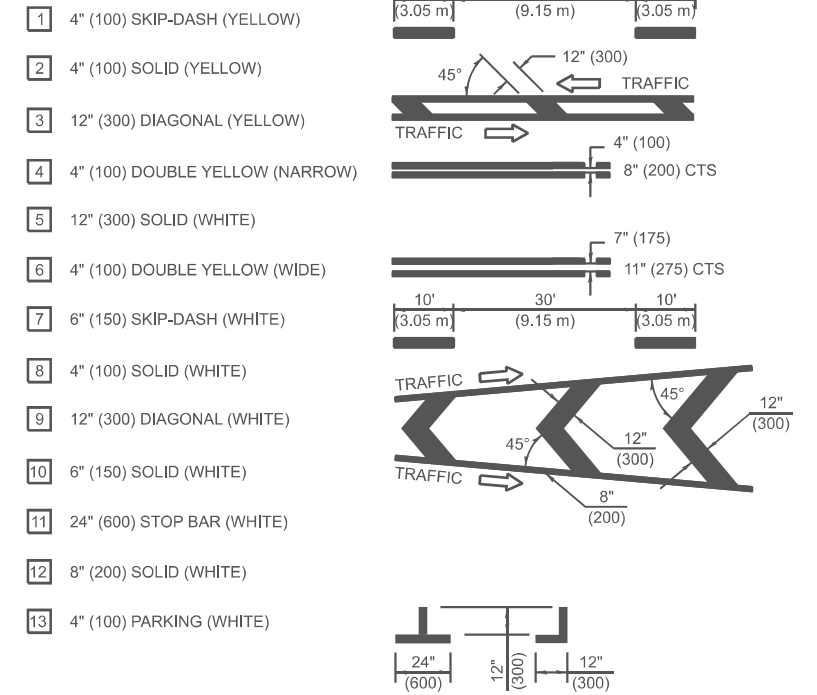 1 4" (100) SKIP-DASH (YELLOW)
(3.05 m) (9.15 m) (3.05 m)
2 4" (100) SOLID (YELLOW)
45° 12" (300)
TRAFFIC
3 12" (300) DIAGONAL (YELLOW)
TRAFFIC
4 4" (100) DOUBLE YELLOW (NARROW)
4" (100)
8" (200) CTS
5 12" (300) SOLID (WHITE)
6 4" (100) DOUBLE YELLOW (WIDE)
7" (175)
11" (275) CTS
7 6" (150) SKIP-DASH (WHITE)
10' 30' 10'
(3.05 m) (9.15 m) (3.05 m)
8 4" (100) SOLID (WHITE)
TRAFFIC
45°
12"
(300)
9 12" (300) DIAGONAL (WHITE)
45°
12"
(300)
10 6" (150) SOLID (WHITE)
TRAFFIC
8"
(200)
11 24" (600) STOP BAR (WHITE)
12 8" (200) SOLID (WHITE)
13 4" (100) PARKING (WHITE)
24"
(600)
12"
(300)
12"
(300)